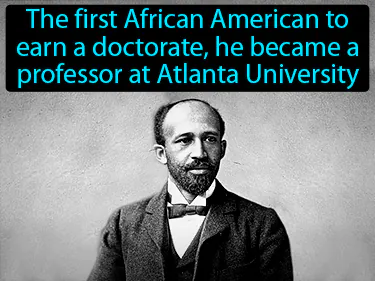 The first African American to
earn a doctorate, he became a
professor at Atlanta University